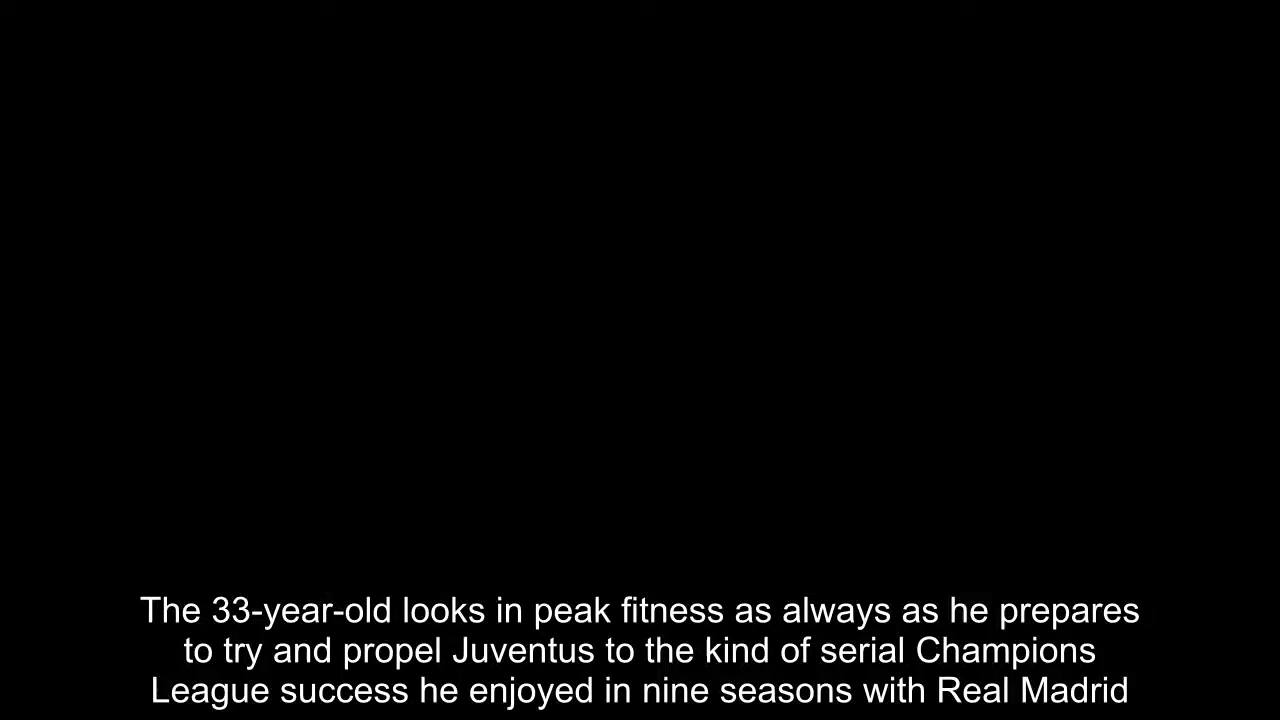 The 33-year-old looks in peak fitness as always as he prepares
to try and propel Juventus to the kind of serial Champions
League success he enjoyed in nine seasons with Real Madrid